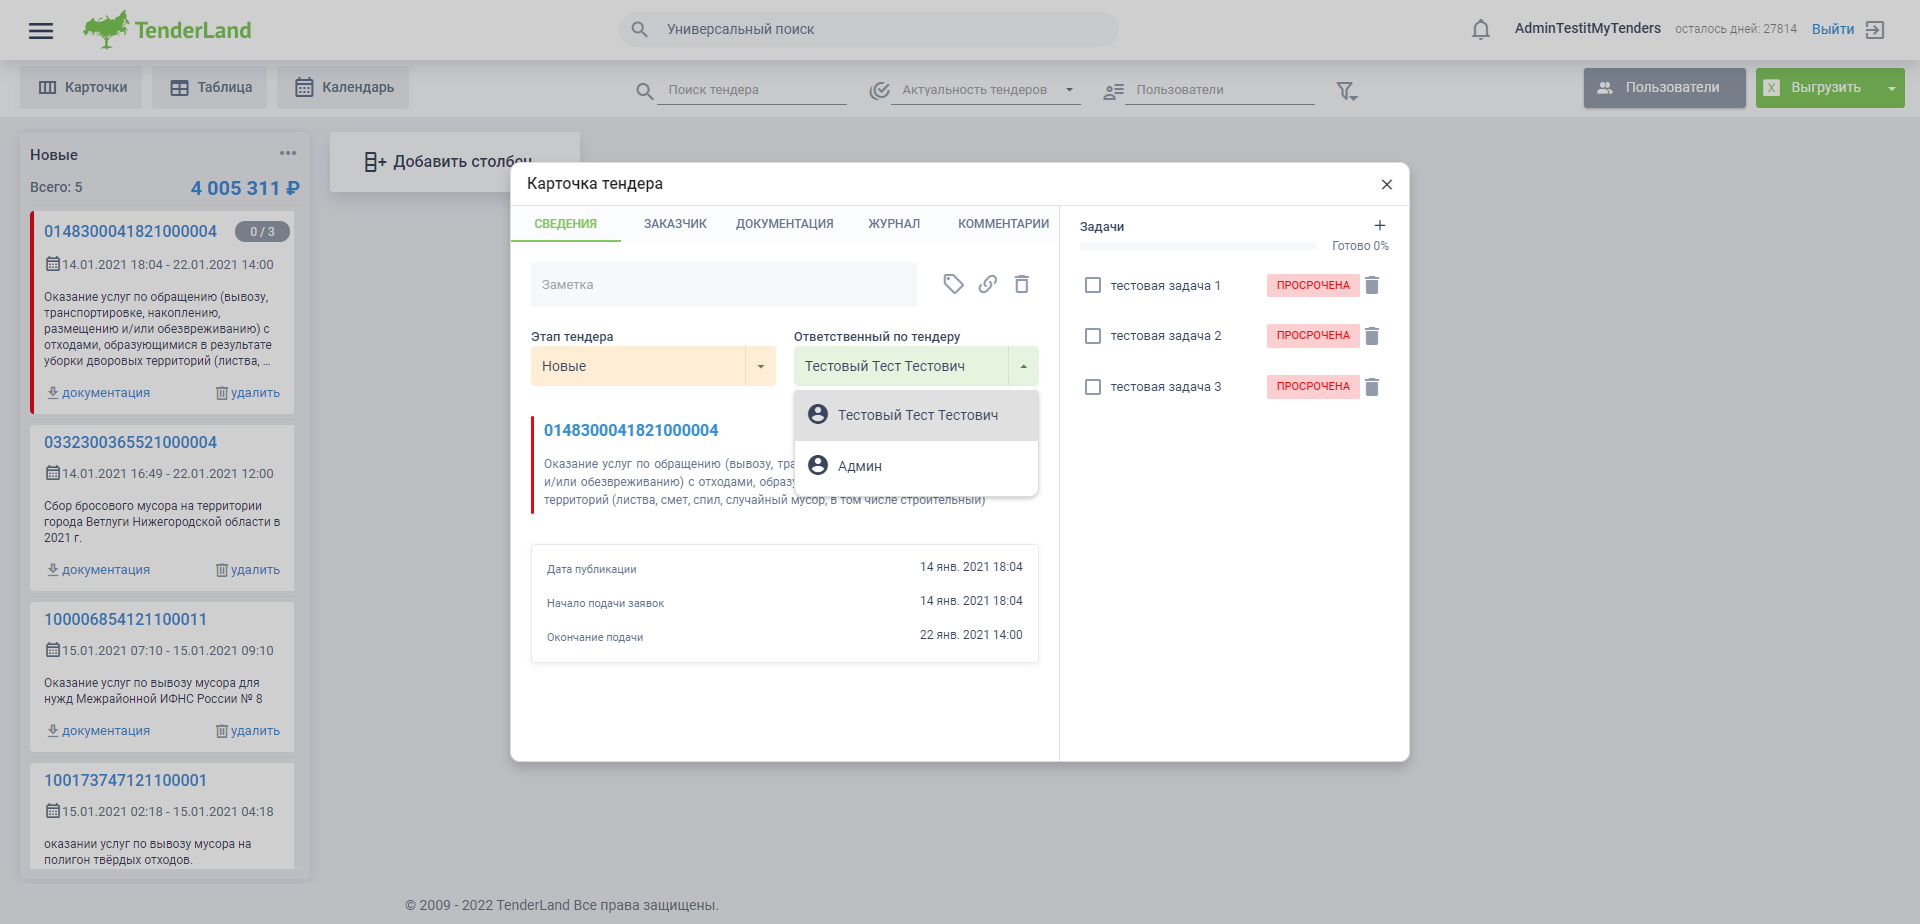 TenderLand
Универсальный поиск
AdminTestitMyTenders
осталось дней: 27814
Выйти
Карточки
Таблица
Календарь
Поиск тендера
Актуальность тендеров
Пользователи
Пользователи
X Выгрузить
Новые
Всего: 5
4 005 311 ₽
0148300041821000004
0 / 3
14.01.2021 18:04 - 22.01.2021 14:00
Оказание услуг по обращению (вывозу,
транспортировке, накоплению,
размещению и/или обезвреживанию) с
отходами, образующимися в результате
уборки дворовых территорий (листва, ...
документация
удалить
0332300365521000004
14.01.2021 16:49 - 22.01.2021 12:00
Сбор бросового мусора на территории
города Ветлуги Нижегородской области в
2021 г.
документация
удалить
100006854121100011
15.01.2021 07:10 - 15.01.2021 09:10
Оказание услуг по вывозу мусора для
нужд Межрайонной ИФНС России № 8
документация
удалить
100173747121100001
15.01.2021 02:18 - 15.01.2021 04:18
оказании услуг по вывозу мусора на
полигон твёрдых отходов.
Добавить столбец
Карточка тендера
СВЕДЕНИЯ
ЗАКАЗЧИК
ДОКУМЕНТАЦИЯ
ЖУРНАЛ
КОММЕНТАРИИ
Заметка
Этап тендера
Новые
Ответственный по тендеру
Тестовый Тест Тестович
Тестовый Тест Тестович
Админ
0148300041821000004
Оказание услуг по обращению (вывозу, тра
и/или обезвреживанию) с отходами, образу
территорий (листва, смет, спил, случайный мусор, в том числе строительный)
Дата публикации
14 янв. 2021 18:04
Начало подачи заявок
14 янв. 2021 18:04
Окончание подачи
22 янв. 2021 14:00
Задачи
Готово 0%
тестовая задача 1
ПРОСРОЧЕНА
тестовая задача 2
ПРОСРОЧЕНА
тестовая задача 3
ПРОСРОЧЕНА
© 2009 - 2022 TenderLand Все права защищены.